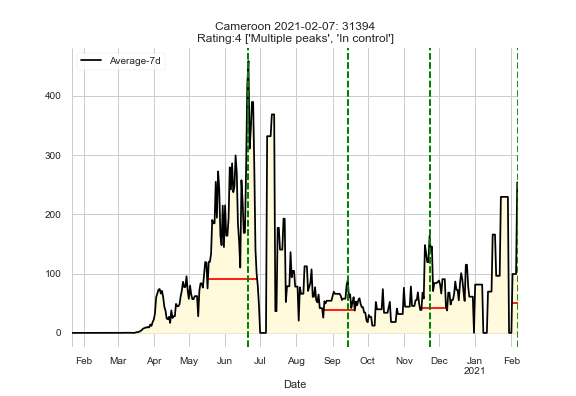 Cameroon 2021-02-07: 31394
Rating:4 ['Multiple peaks', 'In control']
Average-7d
400
300
200
100
0
Feb Mar Apr May Jun Jul Aug Sep Oct Nov Dec Jan Feb
2021
Date